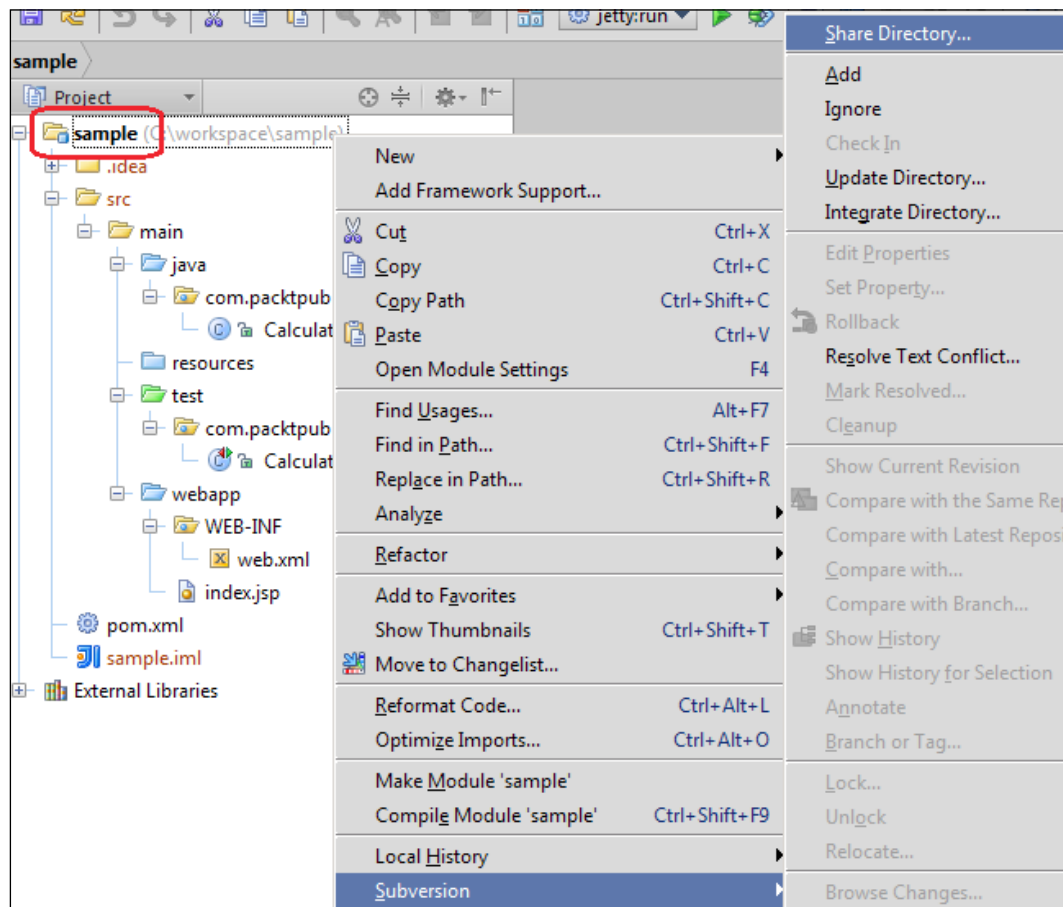 jetty:run
sample
Project
sample (C:\workspace\sample)
.idea
src
main
java
com.packtpub
Calculat
resources
test
com.packtpub
Calculat
webapp
WEB-INF
web.xml
index.jsp
pom.xml
sample.iml
External Libraries
New
Add Framework Support...
Cut Ctrl+X
Copy Ctrl+C
Copy Path Ctrl+Shift+C
Paste Ctrl+V
Open Module Settings F4
Find Usages... Alt+F7
Find in Path... Ctrl+Shift+F
Replace in Path... Ctrl+Shift+R
Analyze
Refactor
Add to Favorites
Show Thumbnails Ctrl+Shift+T
Move to Changelist...
Reformat Code... Ctrl+Alt+L
Optimize Imports... Ctrl+Alt+O
Make Module 'sample'
Compile Module 'sample' Ctrl+Shift+F9
Local History
Subversion
Share Directory...
Add
Ignore
Check In
Update Directory...
Integrate Directory...
Edit Properties
Set Property...
Rollback
Resolve Text Conflict...
Mark Resolved...
Cleanup
Show Current Revision
Compare with the Same Rep
Compare with Latest Reposi
Compare with...
Compare with Branch...
Show History
Show History for Selection
Annotate
Branch or Tag...
Lock...
Unlock
Relocate...
Browse Changes...